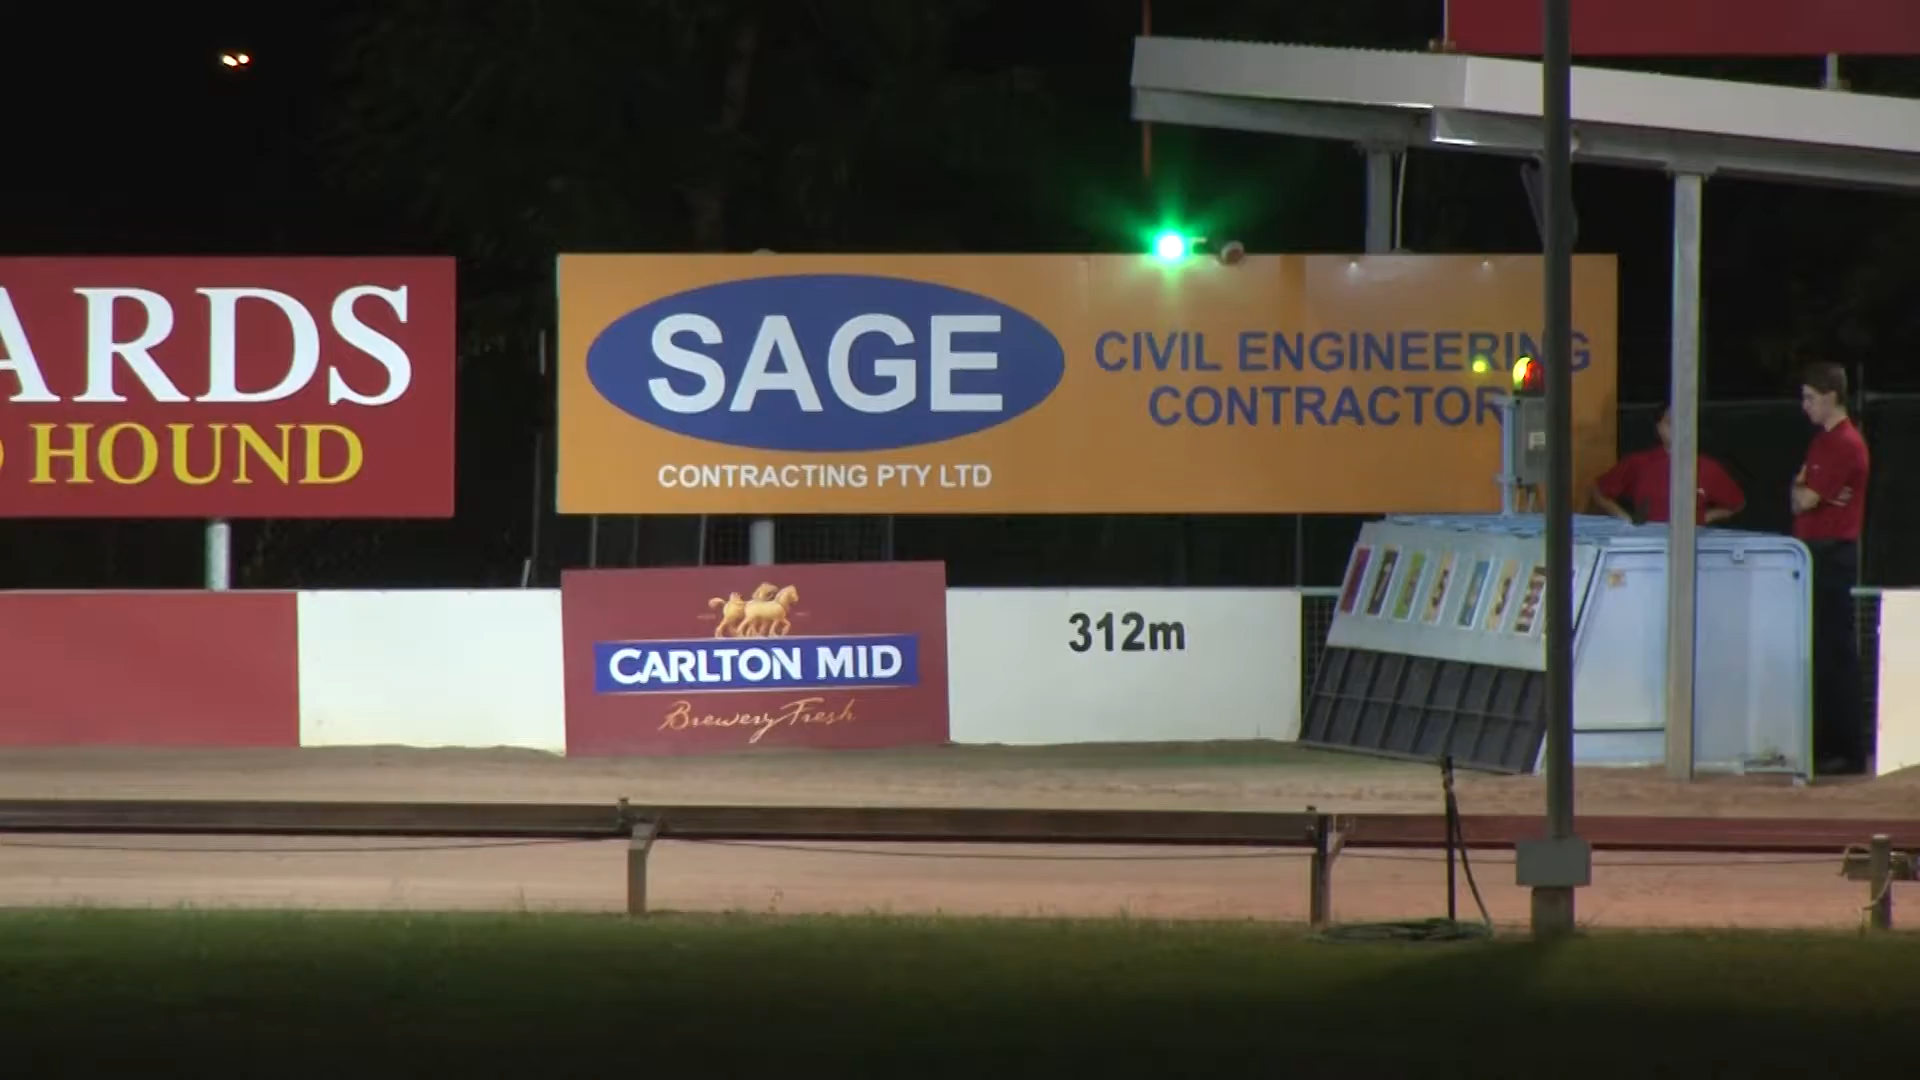 ARDS
HOUND
SAGE
CONTRACTING PTY LTD
CIVIL ENGINEERING
CONTRACTOR
CARLTON MID
Brewery Fresh
312m